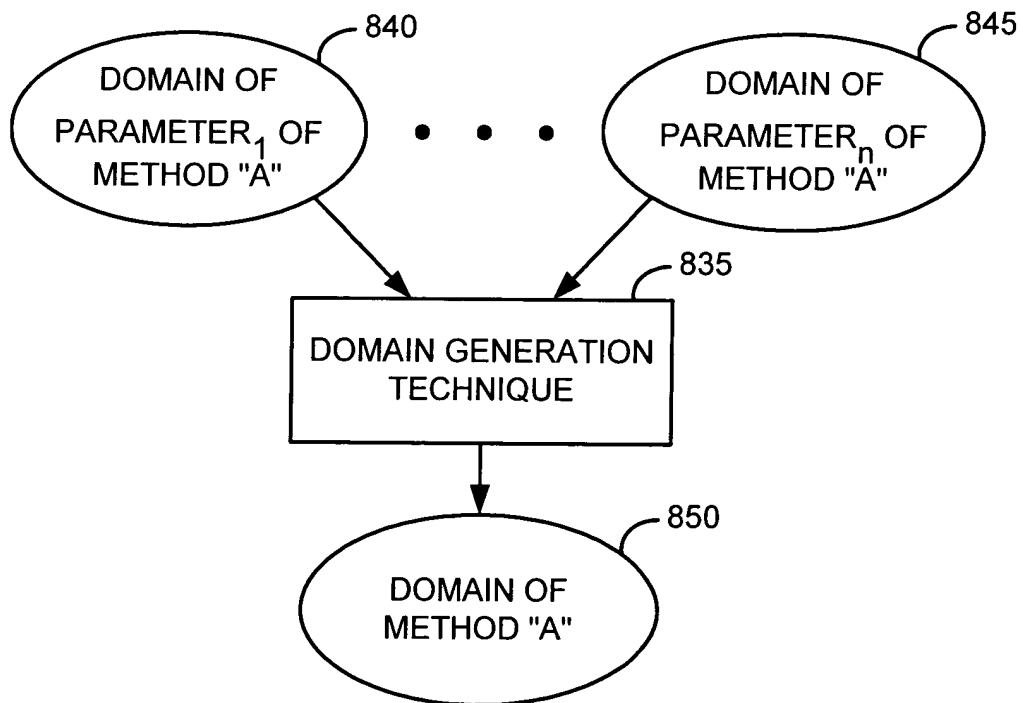 840
DOMAIN OF
PARAMETER1 OF
METHOD "A"
845
DOMAIN OF
PARAMETERn OF
METHOD "A"
835
DOMAIN GENERATION
TECHNIQUE
850
DOMAIN OF
METHOD "A"